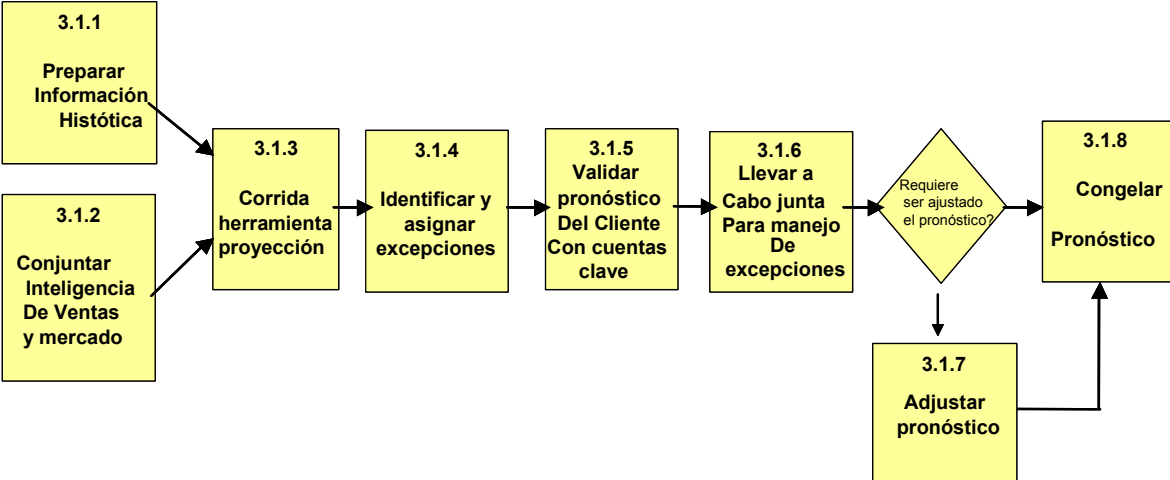 3.1.1
Preparar
Información
Histótica
3.1.2
Conjuntar
Inteligencia
De Ventas
y mercado
3.1.3
Corrida
herramienta
proyección
3.1.4
Identificar y
asignar
excepciones
3.1.5
Validar
pronóstico
Del Cliente
Con cuentas
clave
3.1.6
Llevar a
Cabo junta
Para manejo
De
excepciones
Requiere
ser ajustado
el pronóstico?
3.1.7
Adjustar
pronóstico
3.1.8
Congelar
Pronóstico